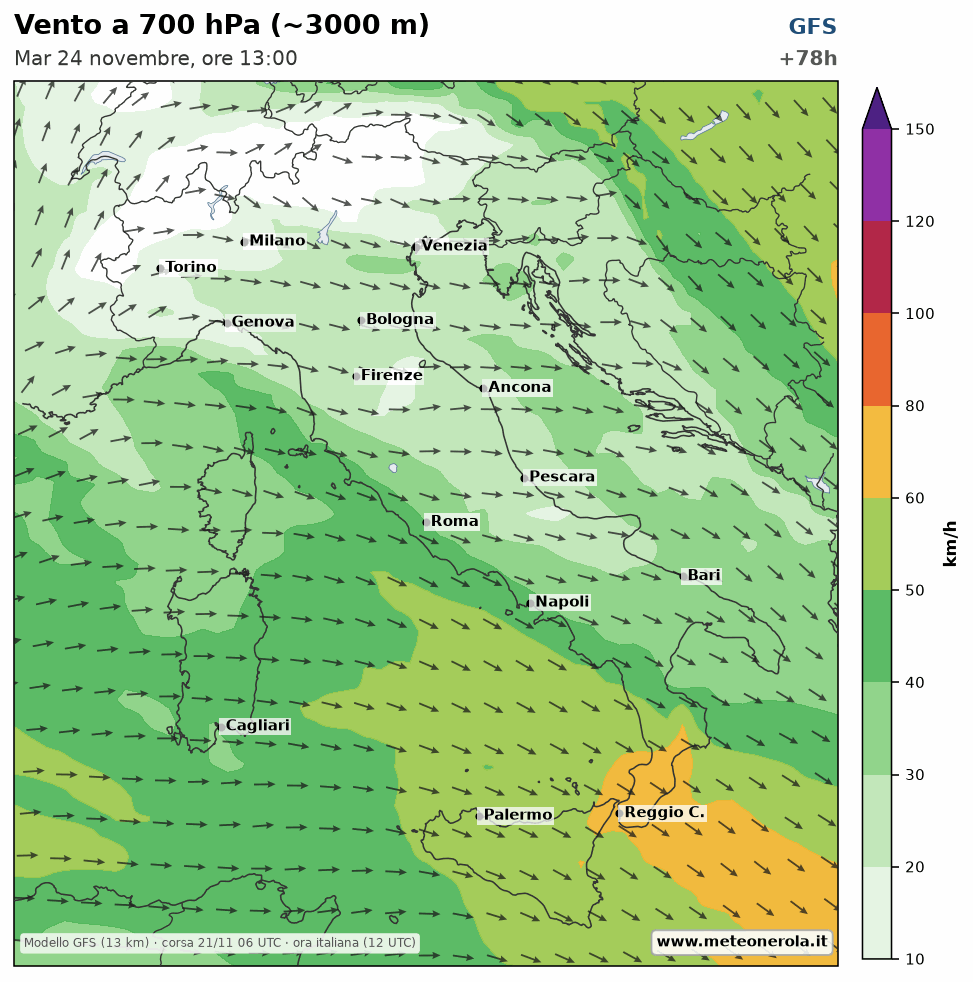 Vento a 700 hPa (~3000 m)
GFS
Mar 24 novembre, ore 13:00
+78h
150
120
100
80
60
50
40
30
20
10
km/h
Milano
Venezia
Torino
Genova
Bologna
Firenze
Ancona
Pescara
Roma
Bari
Napoli
Cagliari
Palermo
Reggio C.
Modello GFS (13 km) · corsa 21/11 06 UTC · ora italiana (12 UTC)
www.meteonerola.it